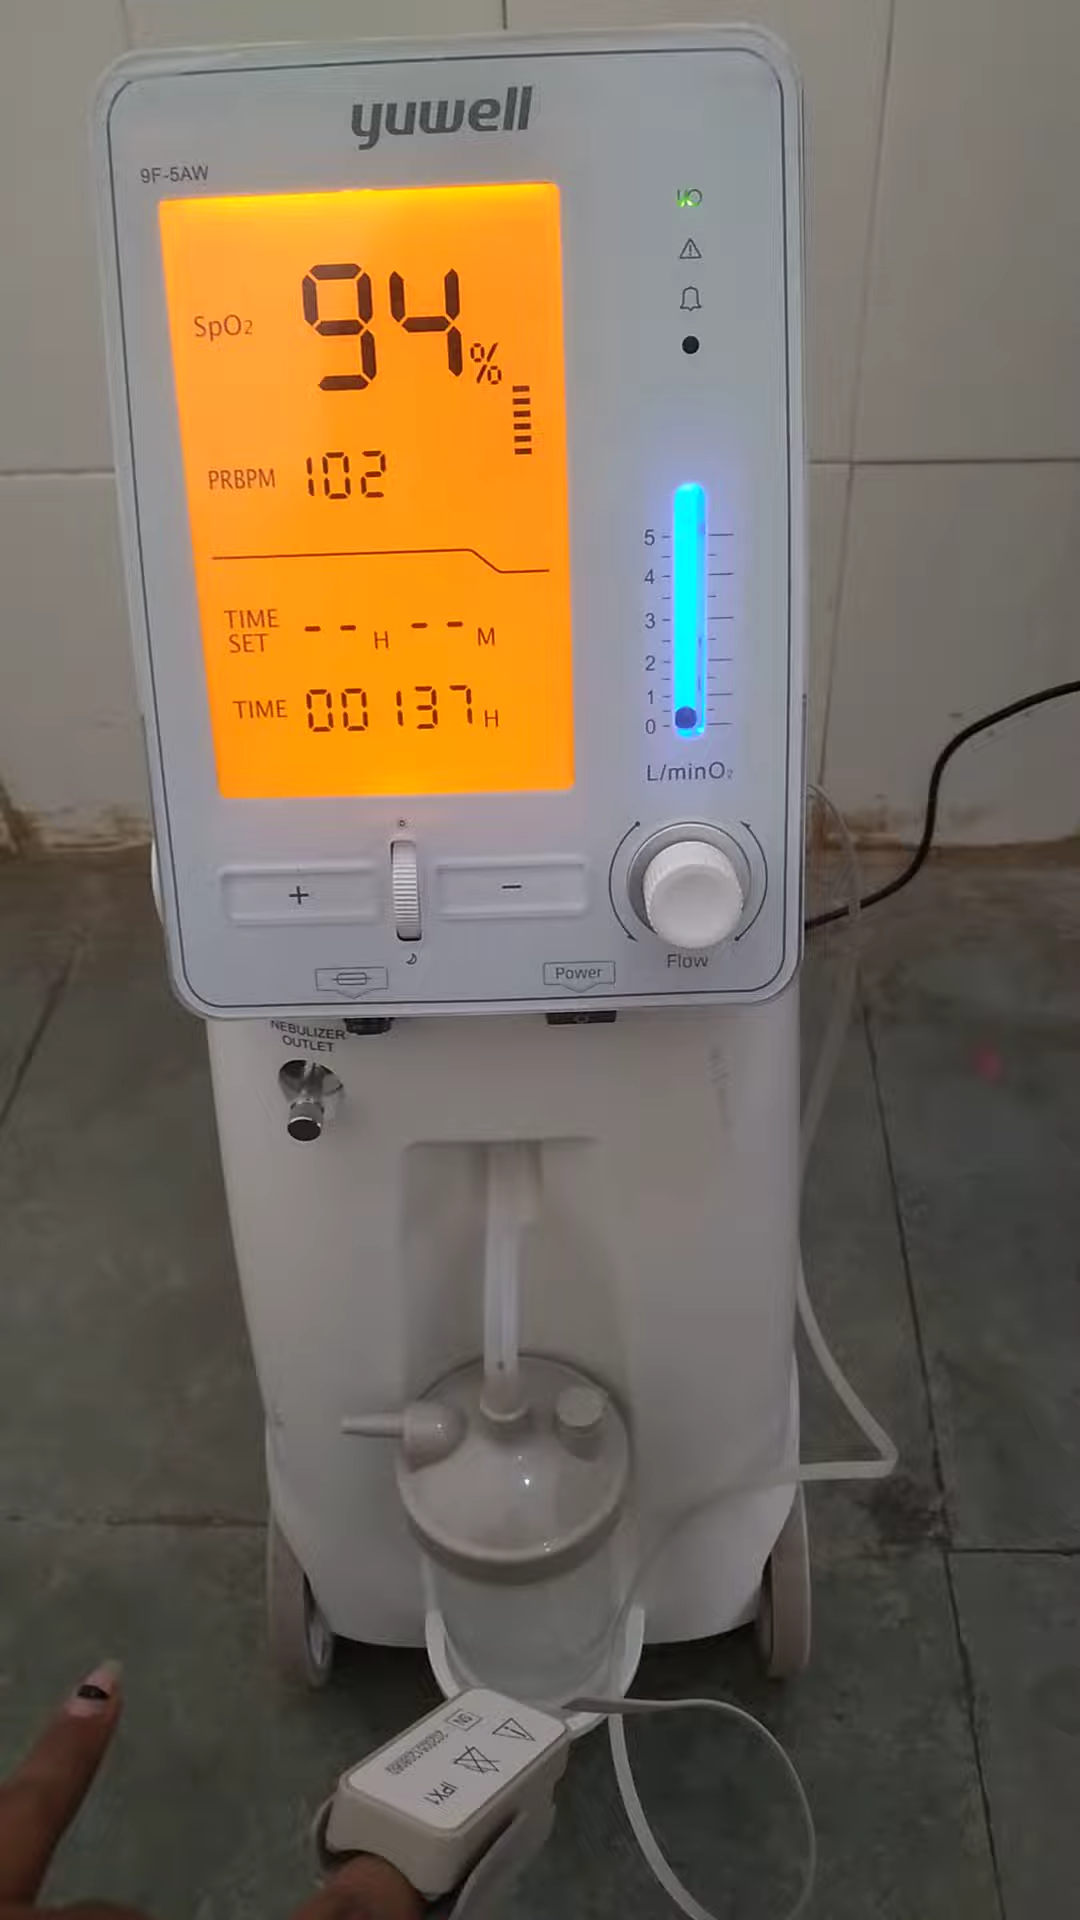 yuwell
9F-5AW
SpO2 94%
PRBPM 102
TIME SET -- H -- M
TIME 00137 H
5
4
3
2
1
0
L/minO2
+
−
Flow
Power
NEBULIZER
OUTLET
SN
IPX1